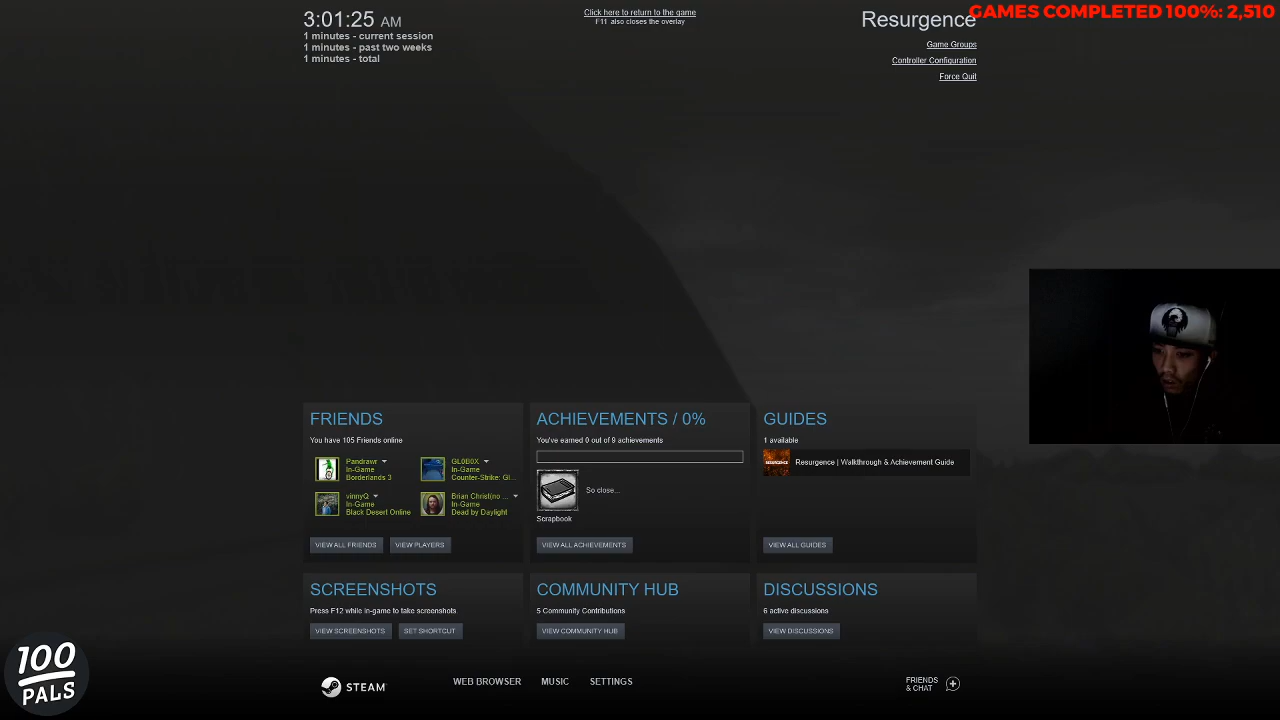 3:01:25 AM
1 minutes - current session
1 minutes - past two weeks
1 minutes - total
Click here to return to the game
F11 also closes the overlay
GAMES COMPLETED 100%: 2,510
Resurgence
Game Groups
Controller Configuration
Force Quit
FRIENDS
You have 105 Friends online
Pandrawr
In-Game
Borderlands 3
GL0B0X
In-Game
Counter-Strike: Gl...
virnyQ
In-Game
Black Desert Online
Brian Christ(no ...
In-Game
Dead by Daylight
VIEW ALL FRIENDS
VIEW PLAYERS
ACHIEVEMENTS / 0%
You've earned 0 out of 9 achievements
So close...
Scrapbook
VIEW ALL ACHIEVEMENTS
GUIDES
1 available
RESURGENCE
Resurgence | Walkthrough & Achievement Guide
VIEW ALL GUIDES
SCREENSHOTS
Press F12 while in-game to take screenshots
VIEW SCREENSHOTS
SET SHORTCUT
COMMUNITY HUB
5 Community Contributions
VIEW COMMUNITY HUB
DISCUSSIONS
6 active discussions
VIEW DISCUSSIONS
100
PALS
STEAM
WEB BROWSER
MUSIC
SETTINGS
FRIENDS
& CHAT